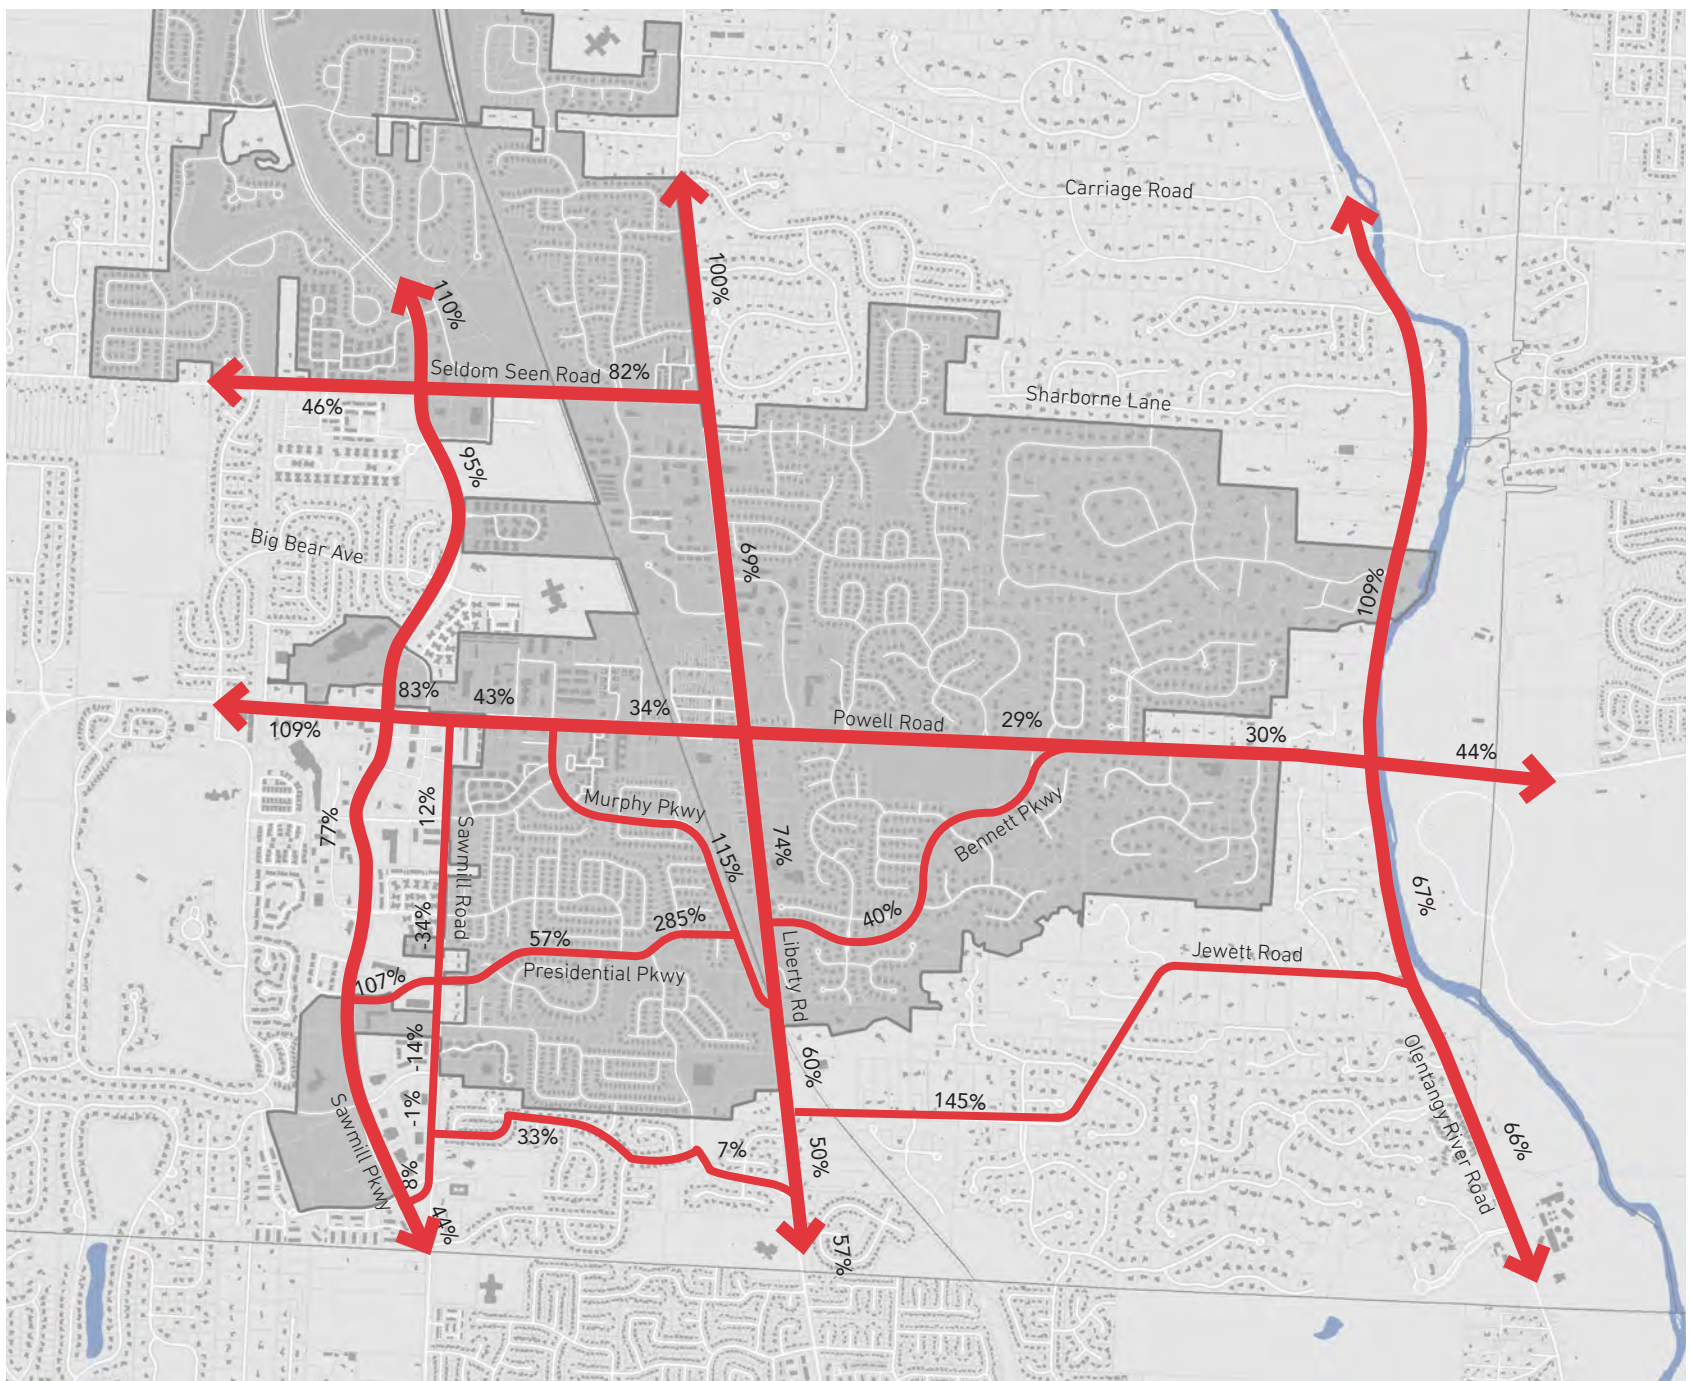 Carriage Road
100%
110%
Seldom Seen Road
82%
46%
Sharborne Lane
95%
Big Bear Ave
69%
109%
83%
43%
34%
Powell Road
29%
30%
44%
109%
77%
12%
Sawmill Road
Murphy Pkwy
115%
74%
Bennett Pkwy
67%
-34%
57%
285%
40%
Presidential Pkwy
107%
Liberty Rd
Jewett Road
-14%
60%
Olentangy River Road
-1%
145%
Sawmill Pkwy
33%
7%
50%
66%
8%
44%
57%